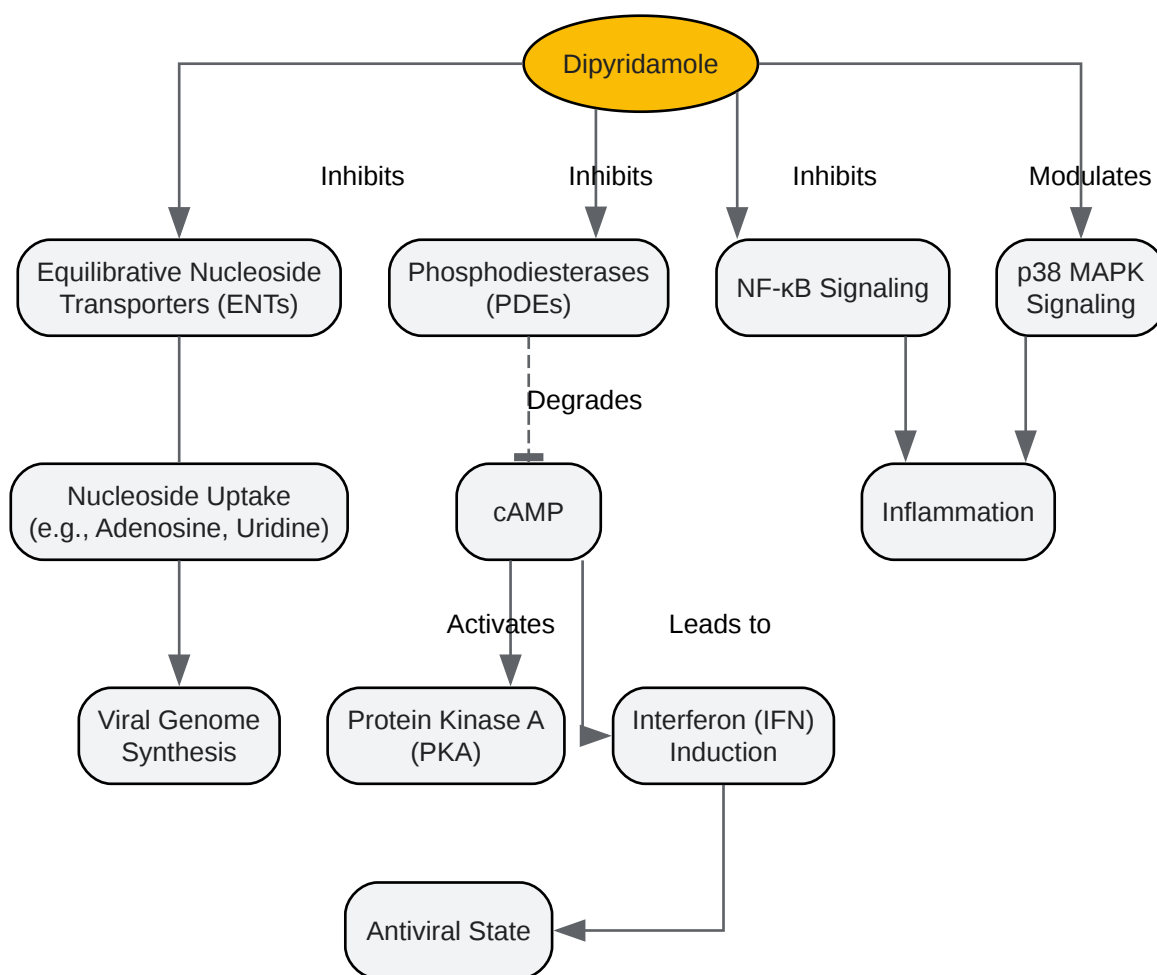 Dipyridamole
Inhibits
Inhibits
Inhibits
Modulates
Equilibrative Nucleoside
Transporters (ENTs)
Phosphodiesterases
(PDEs)
NF-κB Signaling
p38 MAPK
Signaling
Degrades
Nucleoside Uptake
(e.g., Adenosine, Uridine)
cAMP
Inflammation
Activates
Leads to
Viral Genome
Synthesis
Protein Kinase A
(PKA)
Interferon (IFN)
Induction
Antiviral State